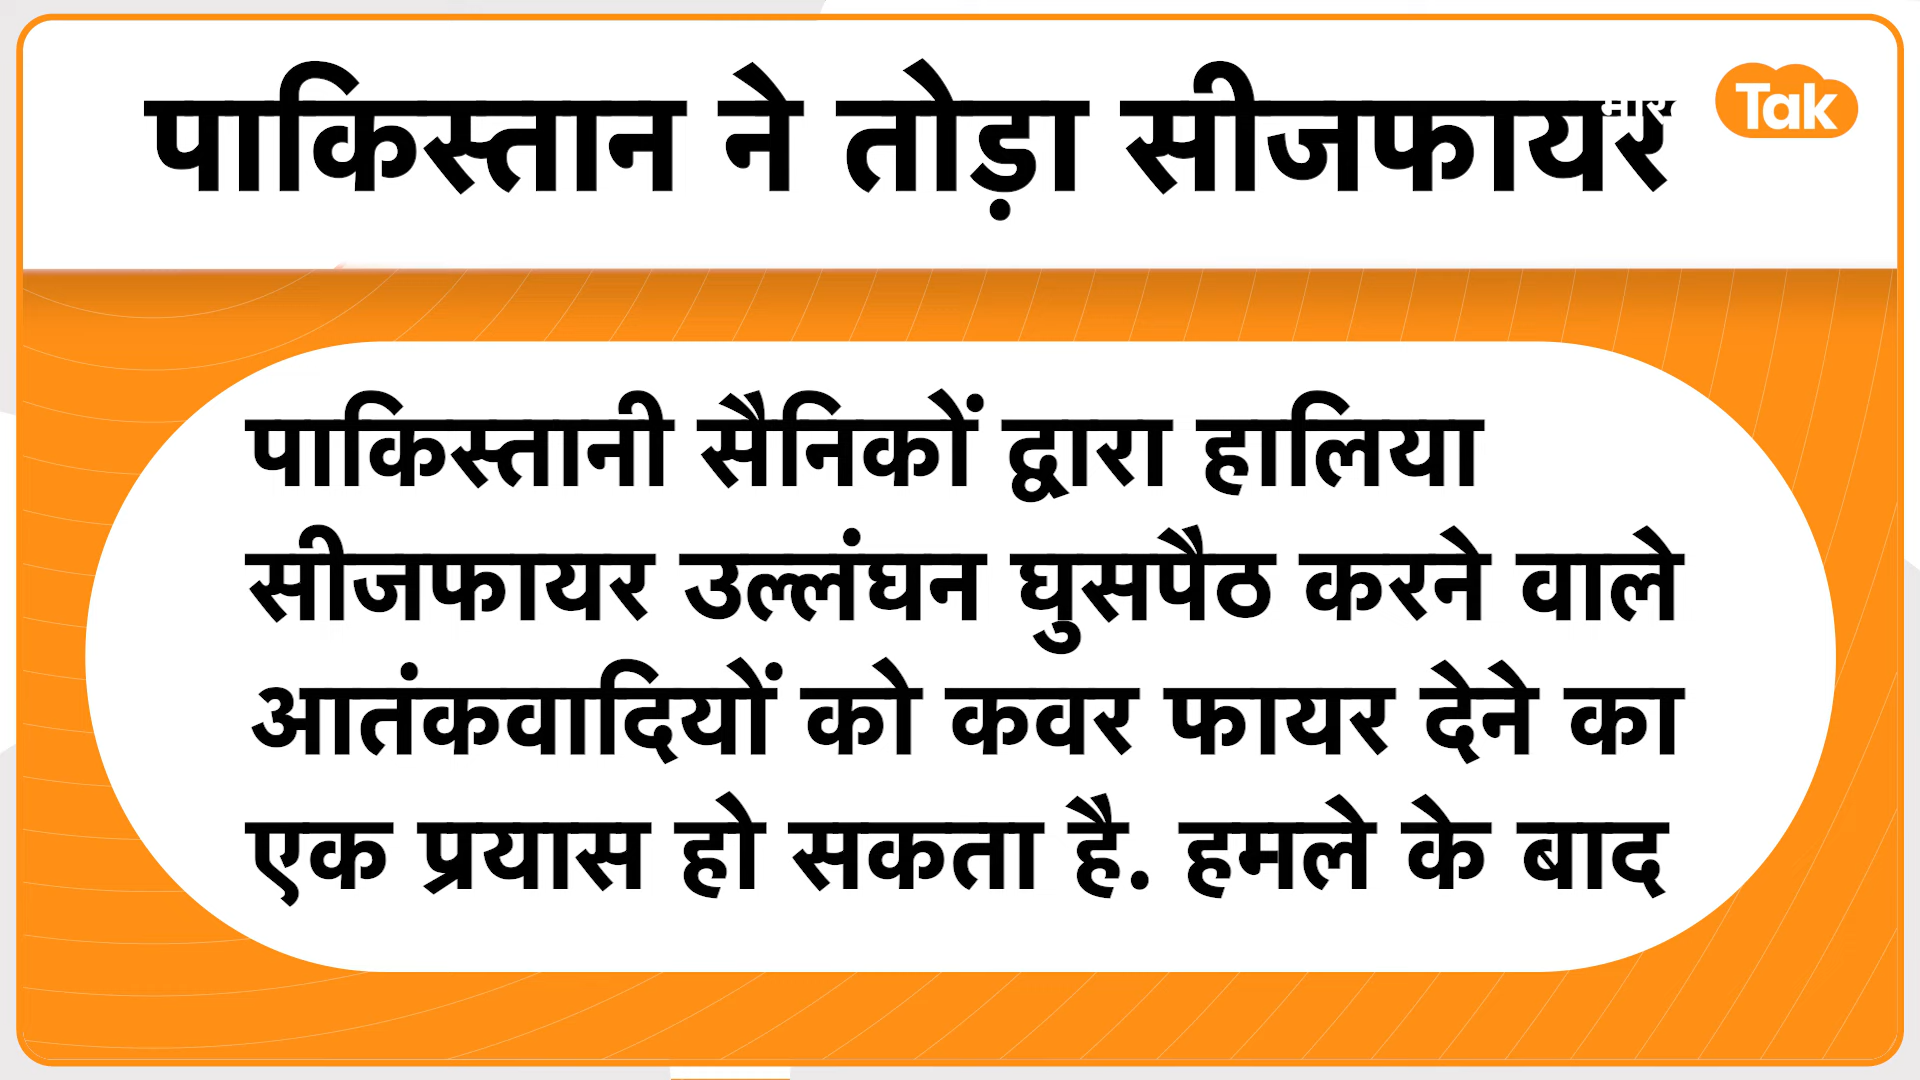 पाकिस्तान ने तोड़ा सीजफायर
Tak
पाकिस्तानी सैनिकों द्वारा हालिया
सीजफायर उल्लंघन घुसपैठ करने वाले
आतंकवादियों को कवर फायर देने का
एक प्रयास हो सकता है. हमले के बाद